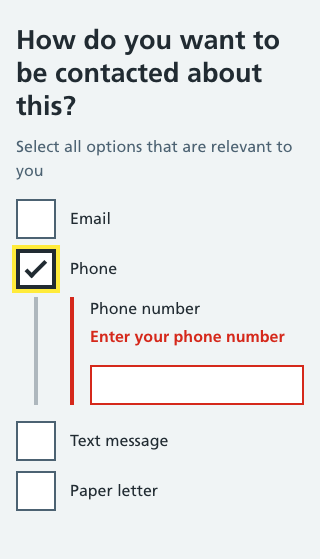 How do you want to
be contacted about
this?
Select all options that are relevant to
you
Email
Phone
Phone number
Enter your phone number
Text message
Paper letter